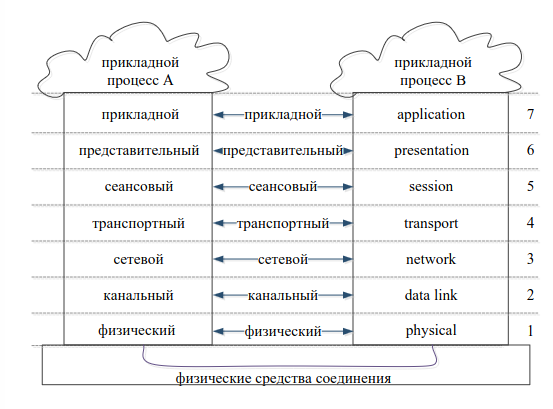 прикладной
процесс A
прикладной
процесс B
прикладной прикладной application 7
представительный представительный presentation 6
сеансовый сеансовый session 5
транспортный транспортный transport 4
сетевой сетевой network 3
канальный канальный data link 2
физический физический physical 1
физические средства соединения